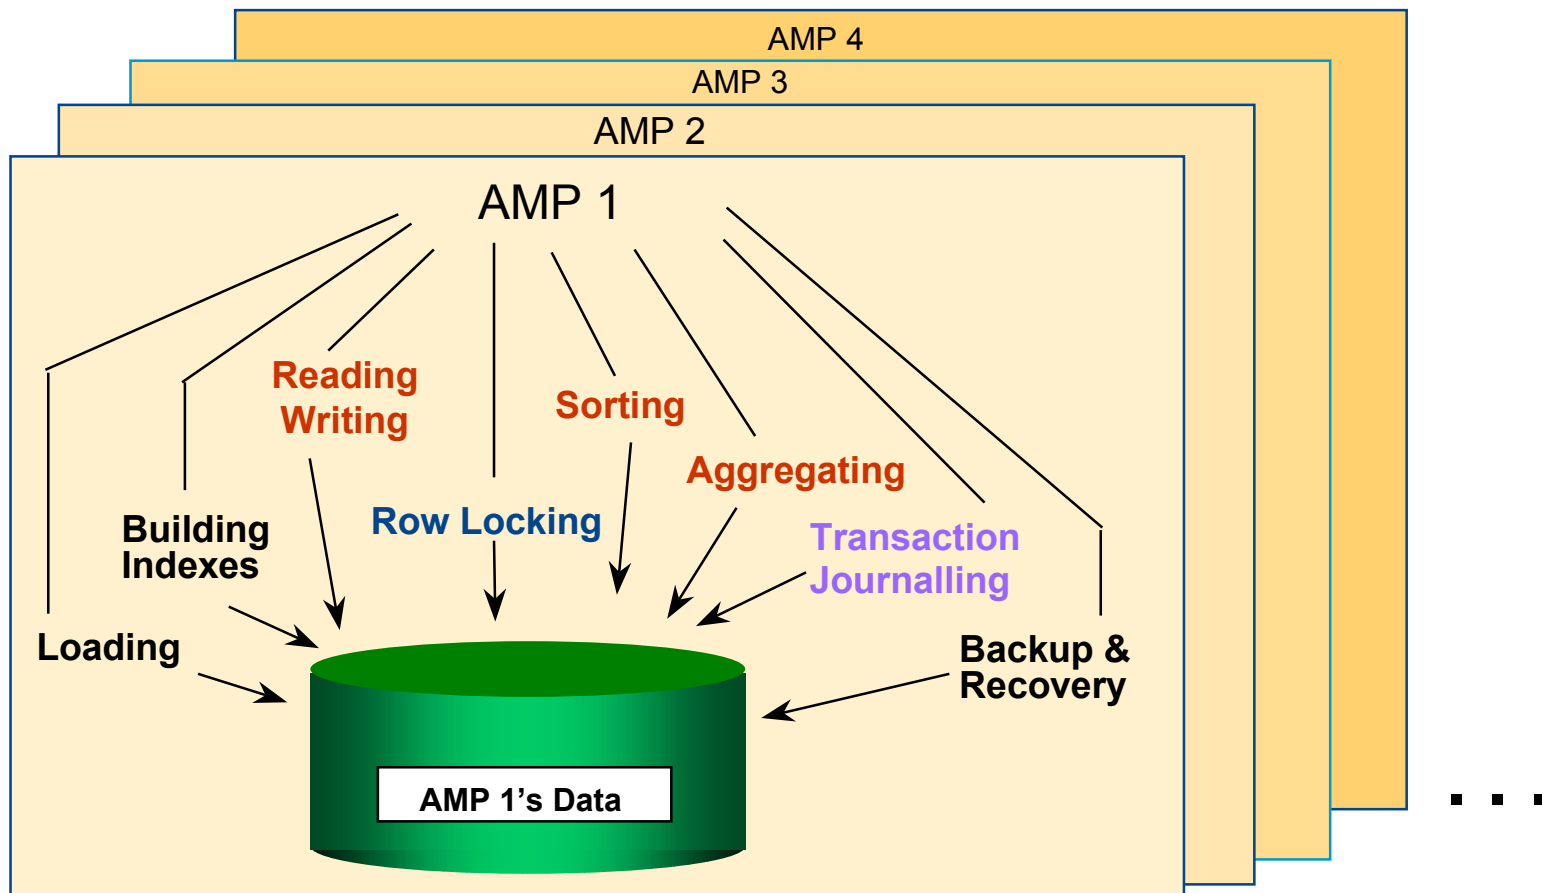 AMP 4
AMP 3
AMP 2
AMP 1
Reading
Writing
Sorting
Aggregating
Row Locking
Building
Indexes
Transaction
Journalling
Loading
Backup &
Recovery
AMP 1’s Data
. . .